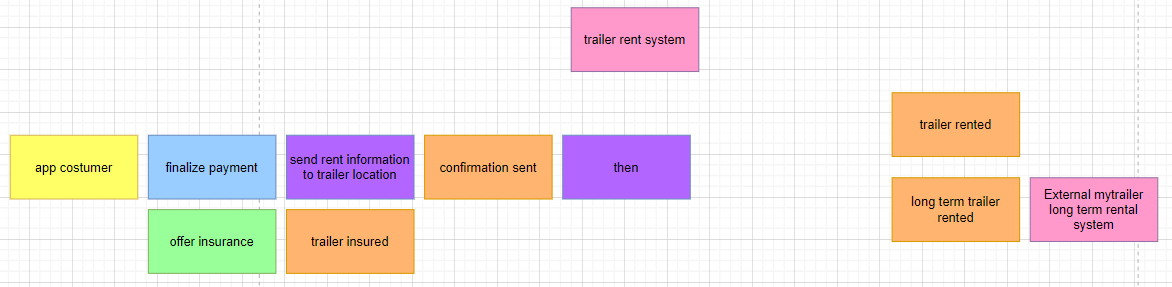 trailer rent system
trailer rented
app costumer
finalize payment
send rent information
to trailer location
confirmation sent
then
long term trailer
rented
External mytrailer
long term rental
system
offer insurance
trailer insured